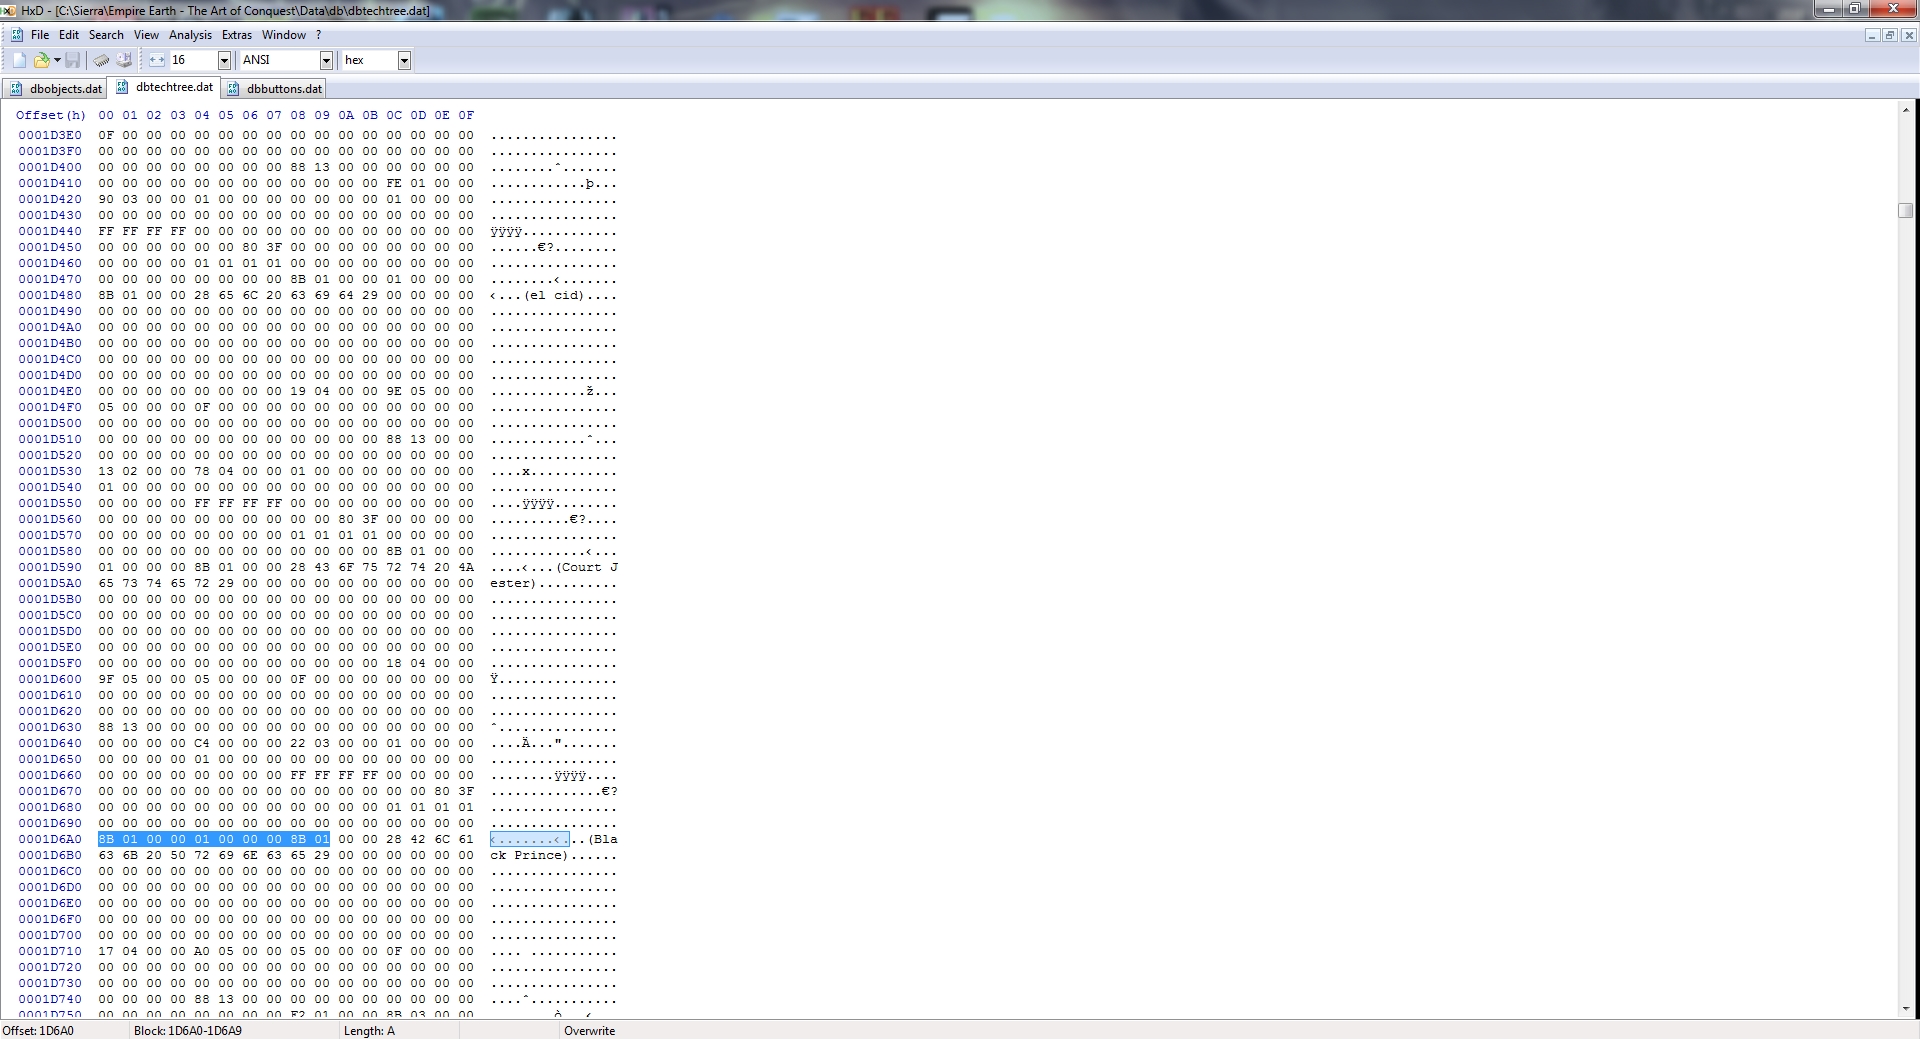 HxD - [C:\Sierra\Empire Earth - The Art of Conquest\Data\db\dbtechtree.dat]
File Edit Search View Analysis Extras Window ?
16 ANSI hex
dbobjects.dat dbtechtree.dat dbbuttons.dat
Offset(h) 00 01 02 03 04 05 06 07 08 09 0A 0B 0C 0D 0E 0F
0001D3E0 0F 00 00 00 00 00 00 00 00 00 00 00 00 00 00 00 ................
0001D3F0 00 00 00 00 00 00 00 00 00 00 00 00 00 00 00 00 ................
0001D400 00 00 00 00 00 00 00 00 88 13 00 00 00 00 00 00 ........ˆ.......
0001D410 00 00 00 00 00 00 00 00 00 00 00 00 FE 01 00 00 ............þ...
0001D420 90 03 00 00 01 00 00 00 00 00 00 00 01 00 00 00 ................
0001D430 00 00 00 00 00 00 00 00 00 00 00 00 00 00 00 00 ................
0001D440 FF FF FF FF 00 00 00 00 00 00 00 00 00 00 00 00 ÿÿÿÿ............
0001D450 00 00 00 00 00 00 80 3F 00 00 00 00 00 00 00 00 ......€?........
0001D460 00 00 00 00 01 01 01 01 00 00 00 00 00 00 00 00 ................
0001D470 00 00 00 00 00 00 00 00 8B 01 00 00 01 00 00 00 ........‹.......
0001D480 8B 01 00 00 28 65 6C 20 63 69 64 29 00 00 00 00 ‹...(el cid)....
0001D490 00 00 00 00 00 00 00 00 00 00 00 00 00 00 00 00 ................
0001D4A0 00 00 00 00 00 00 00 00 00 00 00 00 00 00 00 00 ................
0001D4B0 00 00 00 00 00 00 00 00 00 00 00 00 00 00 00 00 ................
0001D4C0 00 00 00 00 00 00 00 00 00 00 00 00 00 00 00 00 ................
0001D4D0 00 00 00 00 00 00 00 00 00 00 00 00 00 00 00 00 ................
0001D4E0 00 00 00 00 00 00 00 00 19 04 00 00 9E 05 00 00 ............ž...
0001D4F0 05 00 00 00 0F 00 00 00 00 00 00 00 00 00 00 00 ................
0001D500 00 00 00 00 00 00 00 00 00 00 00 00 00 00 00 00 ................
0001D510 00 00 00 00 00 00 00 00 00 00 00 00 88 13 00 00 ............ˆ...
0001D520 00 00 00 00 00 00 00 00 00 00 00 00 00 00 00 00 ................
0001D530 13 02 00 00 78 04 00 00 01 00 00 00 00 00 00 00 ....x...........
0001D540 01 00 00 00 00 00 00 00 00 00 00 00 00 00 00 00 ................
0001D550 00 00 00 00 FF FF FF FF 00 00 00 00 00 00 00 00 ....ÿÿÿÿ........
0001D560 00 00 00 00 00 00 00 00 00 00 80 3F 00 00 00 00 ..........€?....
0001D570 00 00 00 00 00 00 00 00 01 01 01 01 00 00 00 00 ................
0001D580 00 00 00 00 00 00 00 00 00 00 00 00 8B 01 00 00 ............‹...
0001D590 01 00 00 00 8B 01 00 00 28 43 6F 75 72 74 20 4A ....‹...(Court J
0001D5A0 65 73 74 65 72 29 00 00 00 00 00 00 00 00 00 00 ester)..........
0001D5B0 00 00 00 00 00 00 00 00 00 00 00 00 00 00 00 00 ................
0001D5C0 00 00 00 00 00 00 00 00 00 00 00 00 00 00 00 00 ................
0001D5D0 00 00 00 00 00 00 00 00 00 00 00 00 00 00 00 00 ................
0001D5E0 00 00 00 00 00 00 00 00 00 00 00 00 00 00 00 00 ................
0001D5F0 00 00 00 00 00 00 00 00 00 00 00 00 18 04 00 00 ................
0001D600 9F 05 00 00 05 00 00 00 0F 00 00 00 00 00 00 00 Ÿ...............
0001D610 00 00 00 00 00 00 00 00 00 00 00 00 00 00 00 00 ................
0001D620 00 00 00 00 00 00 00 00 00 00 00 00 00 00 00 00 ................
0001D630 88 13 00 00 00 00 00 00 00 00 00 00 00 00 00 00 ˆ...............
0001D640 00 00 00 00 C4 00 00 00 22 03 00 00 01 00 00 00 ....Ä...".......
0001D650 00 00 00 00 01 00 00 00 00 00 00 00 00 00 00 00 ................
0001D660 00 00 00 00 00 00 00 00 FF FF FF FF 00 00 00 00 ........ÿÿÿÿ....
0001D670 00 00 00 00 00 00 00 00 00 00 00 00 00 00 80 3F ..............€?
0001D680 00 00 00 00 00 00 00 00 00 00 00 00 01 01 01 01 ................
0001D690 00 00 00 00 00 00 00 00 00 00 00 00 00 00 00 00 ................
0001D6A0 8B 01 00 00 01 00 00 00 8B 01 00 00 28 42 6C 61 ‹.......‹...(Bla
0001D6B0 63 6B 20 50 72 69 6E 63 65 29 00 00 00 00 00 00 ck Prince)......
0001D6C0 00 00 00 00 00 00 00 00 00 00 00 00 00 00 00 00 ................
0001D6D0 00 00 00 00 00 00 00 00 00 00 00 00 00 00 00 00 ................
0001D6E0 00 00 00 00 00 00 00 00 00 00 00 00 00 00 00 00 ................
0001D6F0 00 00 00 00 00 00 00 00 00 00 00 00 00 00 00 00 ................
0001D700 00 00 00 00 00 00 00 00 00 00 00 00 00 00 00 00 ................
0001D710 17 04 00 00 A0 05 00 00 05 00 00 00 0F 00 00 00 .... ...........
0001D720 00 00 00 00 00 00 00 00 00 00 00 00 00 00 00 00 ................
0001D730 00 00 00 00 00 00 00 00 00 00 00 00 00 00 00 00 ................
0001D740 00 00 00 00 88 13 00 00 00 00 00 00 00 00 00 00 ....ˆ...........
0001D750 00 00 00 00 00 00 00 00 F2 01 00 00 8B 03 00 00 ........ò...‹...
Offset: 1D6A0 Block: 1D6A0-1D6A9 Length: A Overwrite